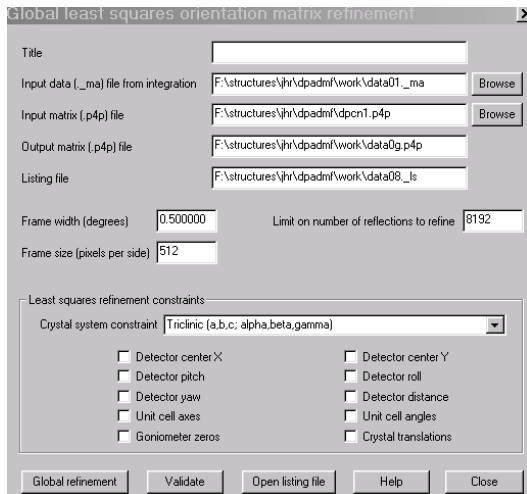 Global least squares orientation matrix refinement
Title
Input data (._ma) file from integration F:\structures\jhr\dpadmf\work\data01._ma Browse
Input matrix (.p4p) file F:\structures\jhr\dpadmf\dpcn1.p4p Browse
Output matrix (.p4p) file F:\structures\jhr\dpadmf\work\data0g.p4p
Listing file F:\structures\jhr\dpadmf\work\data08._ls
Frame width (degrees) 0.500000 Limit on number of reflections to refine 8192
Frame size (pixels per side) 512
Least squares refinement constraints
Crystal system constraint Triclinic (a,b,c; alpha,beta,gamma)
Detector center X Detector center Y
Detector pitch Detector roll
Detector yaw Detector distance
Unit cell axes Unit cell angles
Goniometer zeros Crystal translations
Global refinement Validate Open listing file Help Close